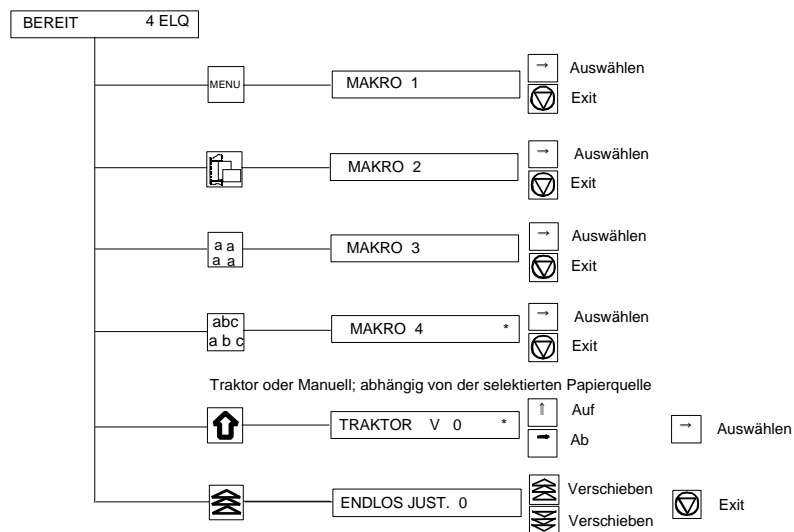 BEREIT 4 ELQ
MENU
MAKRO 1
→ Auswählen
Exit
MAKRO 2
→ Auswählen
Exit
a a
a a
MAKRO 3
→ Auswählen
Exit
abc
a b c
MAKRO 4 *
→ Auswählen
Exit
Traktor oder Manuell; abhängig von der selektierten Papierquelle
TRAKTOR V 0 *
Auf
Ab
→ Auswählen
ENDLOS JUST. 0
Verschieben
Verschieben
Exit